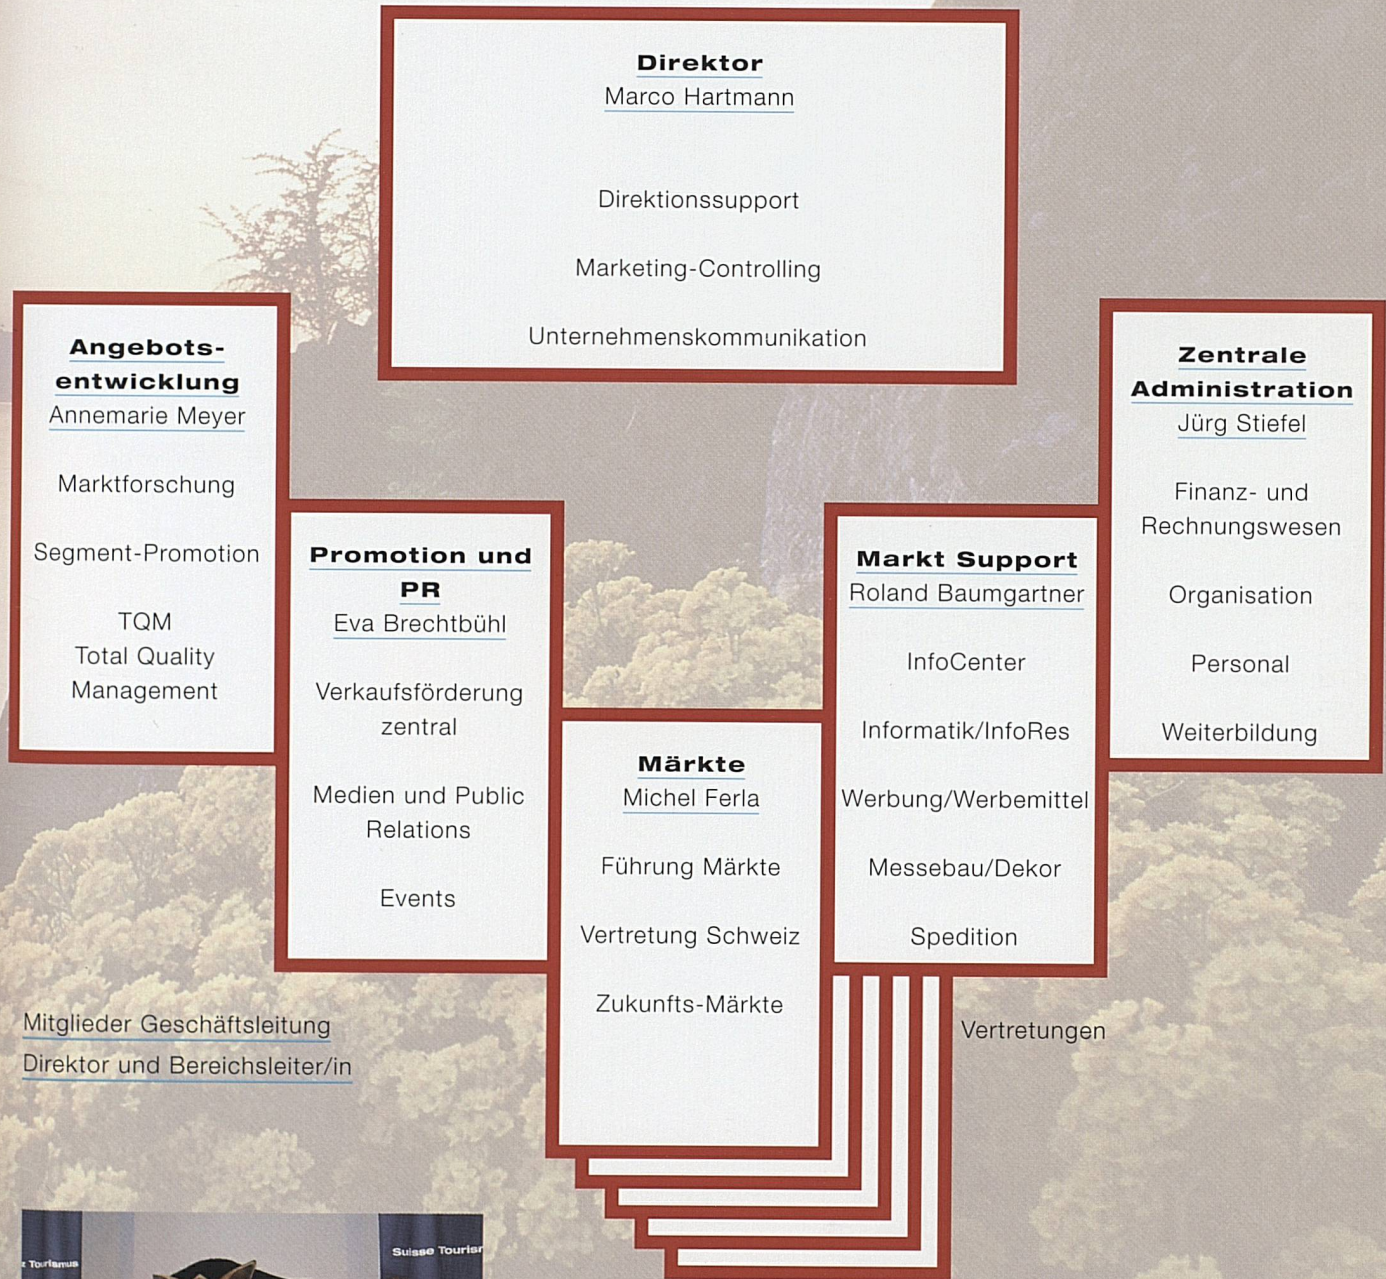 Direktor
Marco Hartmann
Direktionssupport
Marketing-Controlling
Unternehmenskommunikation
Angebots-
entwicklung
Annemarie Meyer
Marktforschung
Segment-Promotion
TQM
Total Quality
Management
Promotion und
PR
Eva Brechtbühl
Verkaufsförderung
zentral
Medien und Public
Relations
Events
Märkte
Michel Ferla
Führung Märkte
Vertretung Schweiz
Zukunfts-Märkte
Markt Support
Roland Baumgartner
InfoCenter
Informatik/InfoRes
Werbung/Werbemittel
Messebau/Dekor
Spedition
Zentrale
Administration
Jürg Stiefel
Finanz- und
Rechnungswesen
Organisation
Personal
Weiterbildung
Vertretungen
Mitglieder Geschäftsleitung
Direktor und Bereichsleiter/in
Tourismus
Suisse